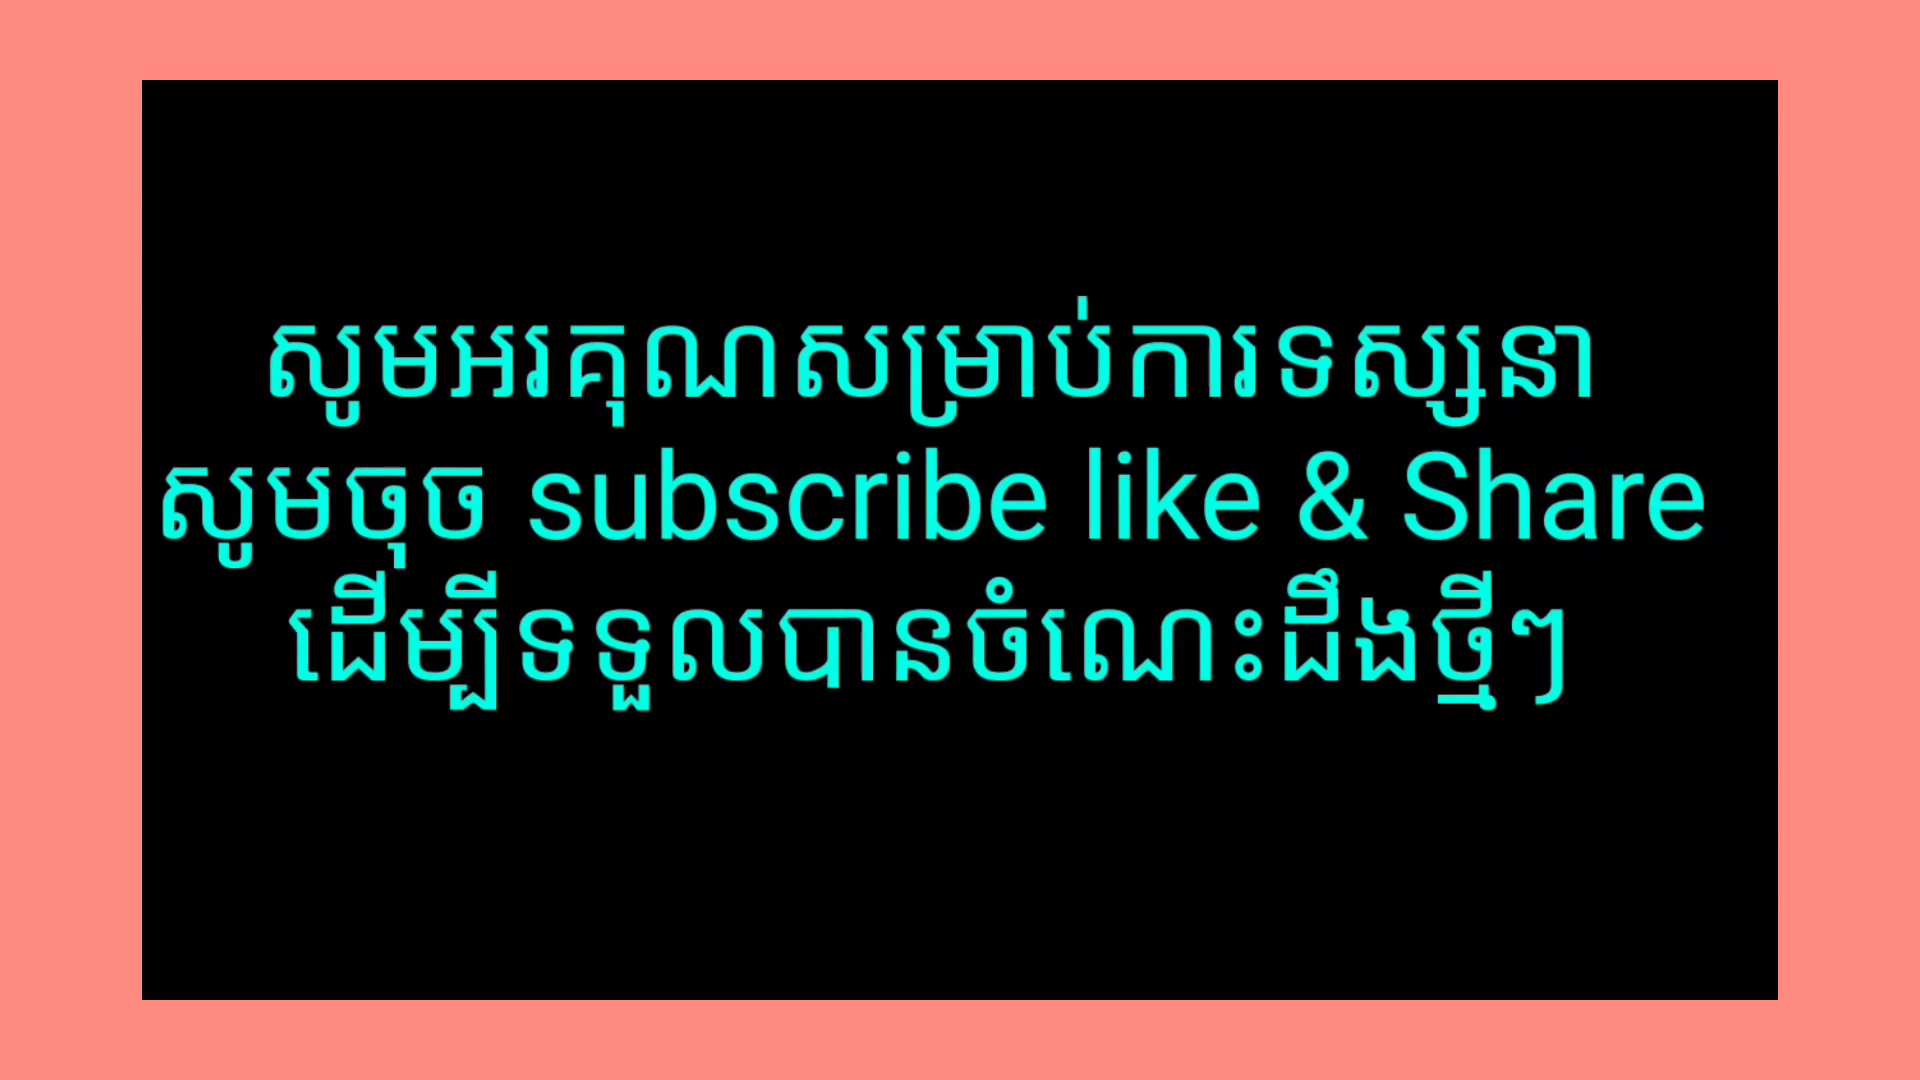 សូមអរគុណសម្រាប់ការទស្សនា
សូមចុច subscribe like & Share
ដើម្បីទទួលបានចំណេះដឹងថ្មីៗ